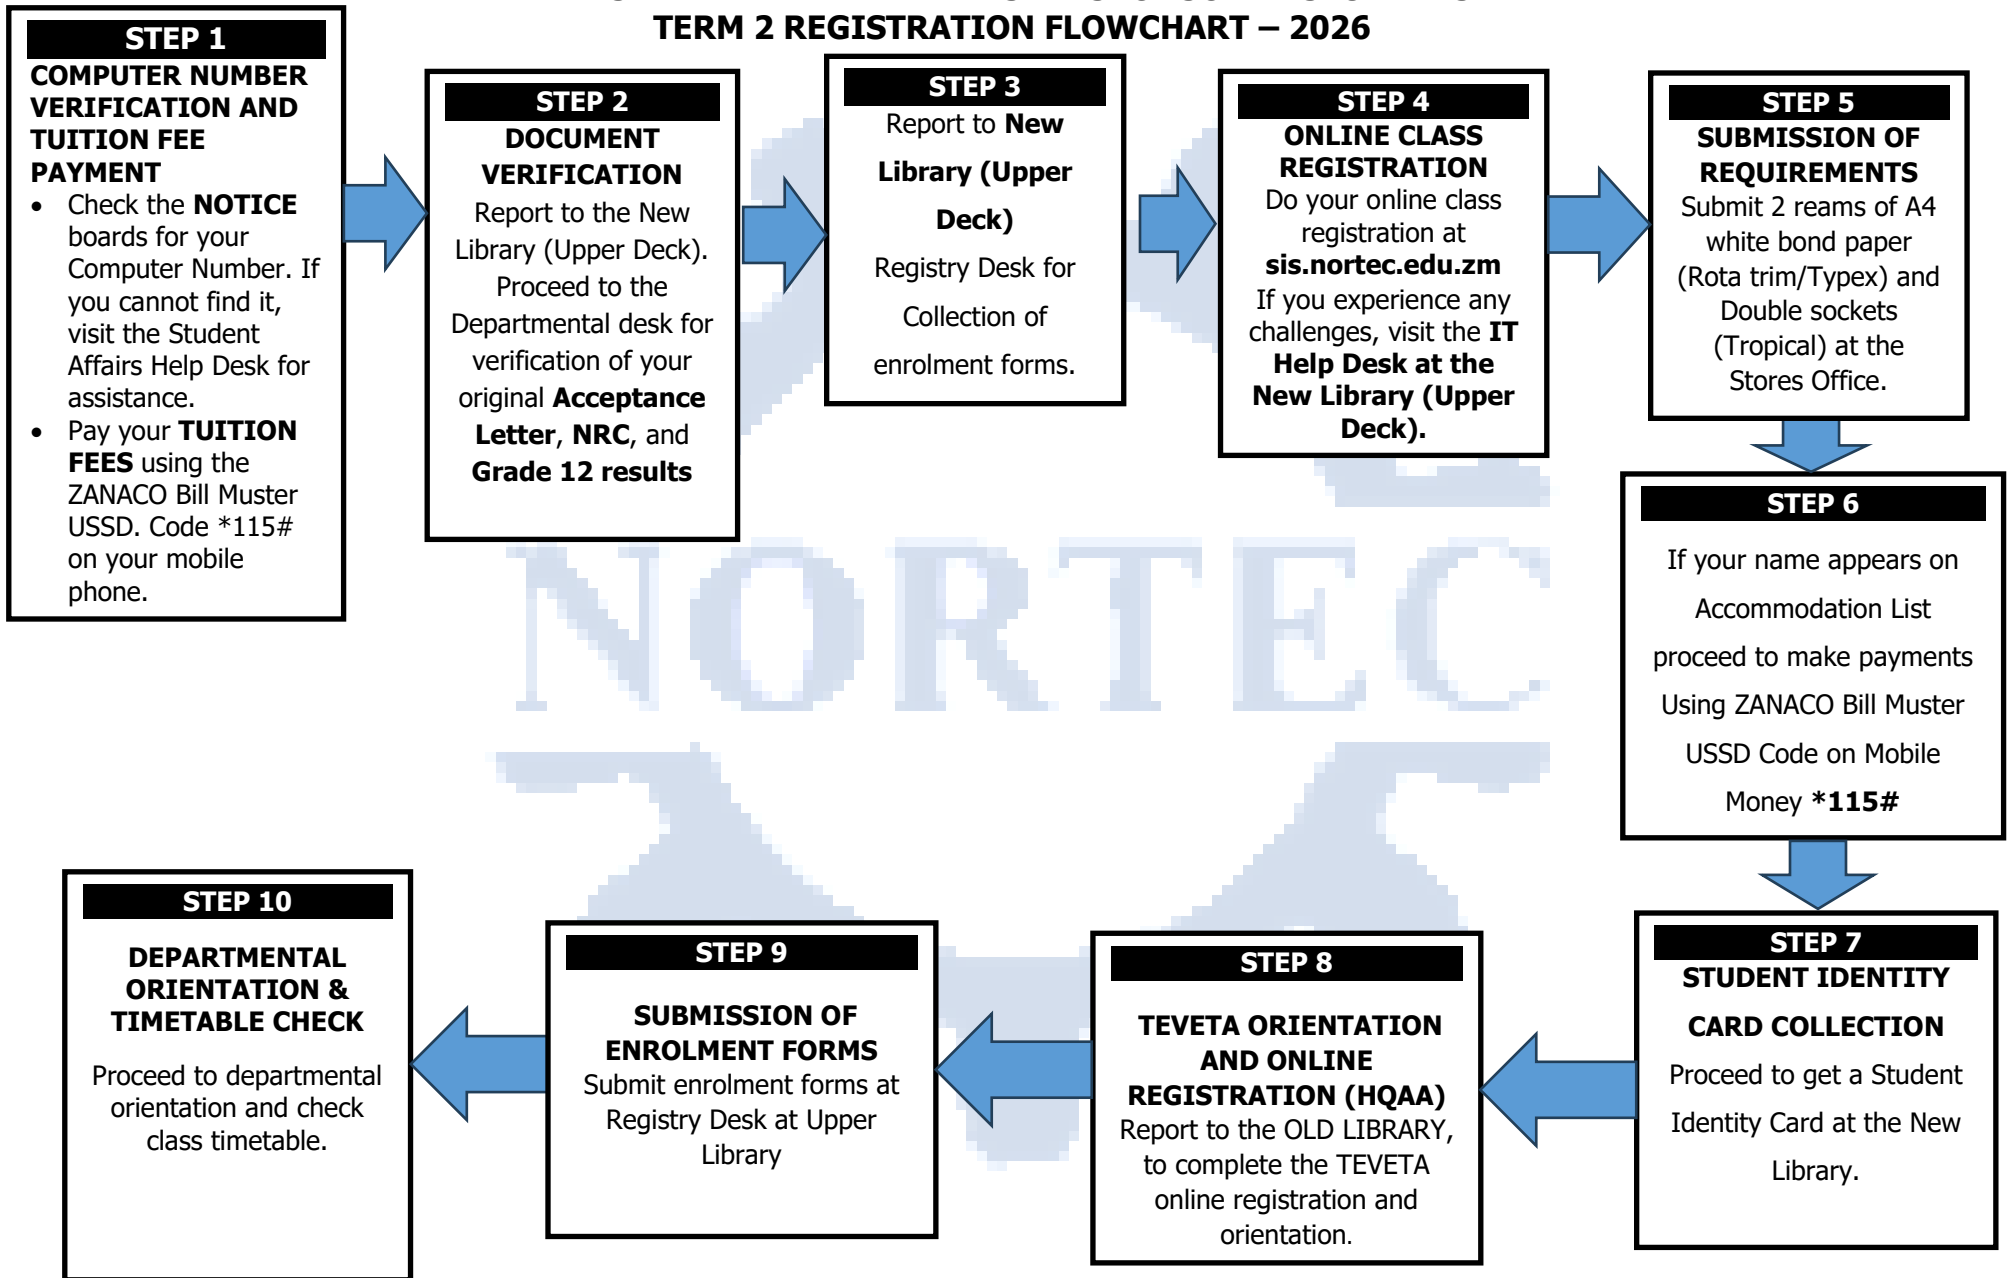 TERM 2 REGISTRATION FLOWCHART – 2026
STEP 1
COMPUTER NUMBER
VERIFICATION AND
TUITION FEE
PAYMENT
• Check the NOTICE
boards for your
Computer Number. If
you cannot find it,
visit the Student
Affairs Help Desk for
assistance.
• Pay your TUITION
FEES using the
ZANACO Bill Muster
USSD. Code *115#
on your mobile
phone.
STEP 2
DOCUMENT
VERIFICATION
Report to the New
Library (Upper Deck).
Proceed to the
Departmental desk for
verification of your
original Acceptance
Letter, NRC, and
Grade 12 results
STEP 3
Report to New
Library (Upper
Deck)
Registry Desk for
Collection of
enrolment forms.
STEP 4
ONLINE CLASS
REGISTRATION
Do your online class
registration at
sis.nortec.edu.zm
If you experience any
challenges, visit the IT
Help Desk at the
New Library (Upper
Deck).
STEP 5
SUBMISSION OF
REQUIREMENTS
Submit 2 reams of A4
white bond paper
(Rota trim/Typex) and
Double sockets
(Tropical) at the
Stores Office.
STEP 6
If your name appears on
Accommodation List
proceed to make payments
Using ZANACO Bill Muster
USSD Code on Mobile
Money *115#
NORTEC
STEP 7
STUDENT IDENTITY
CARD COLLECTION
Proceed to get a Student
Identity Card at the New
Library.
STEP 8
TEVETA ORIENTATION
AND ONLINE
REGISTRATION (HQAA)
Report to the OLD LIBRARY,
to complete the TEVETA
online registration and
orientation.
STEP 9
SUBMISSION OF
ENROLMENT FORMS
Submit enrolment forms at
Registry Desk at Upper
Library
STEP 10
DEPARTMENTAL
ORIENTATION &
TIMETABLE CHECK
Proceed to departmental
orientation and check
class timetable.